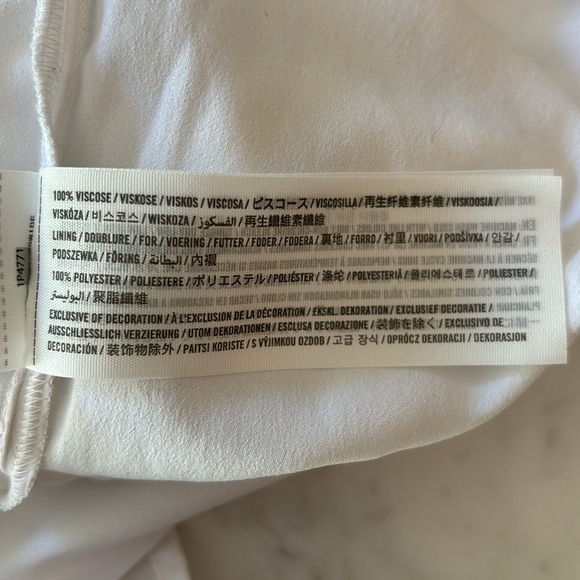 100% VISCOSE / VISKOSE / VISKOS / VISCOSA / ビスコース / VISCOSILLA / 再生纤维素纤维 / VISKOOSIA /
VISKÓZA / 비스코스 / WISKOZA / الفسكوز / 再生纖維素纖維
LINING / DOUBLURE / FOR / VOERING / FUTTER / FODER / FODERA / 裏地 / FORRO / 衬里 / VUORI / PODŠÍVKA / 안감 /
PODSZEWKA / FÖRING / البطانة / 內襯
100% POLYESTER / POLIESTERE / ポリエステル / POLIÉSTER / 涤纶 / POLYESTERIÄ / 폴리에스테르 / POLIESTER /
البوليستر / 聚脂纖維
EXCLUSIVE OF DECORATION / À L'EXCLUSION DE LA DÉCORATION / EKSKL. DEKORATION / EXCLUSIEF DECORATIE /
AUSSCHLIESSLICH VERZIERUNG / UTOM DEKORATIONEN / ESCLUSA DECORAZIONE / 装飾を除く / EXCLUSIVO DE
DECORACIÓN / 装饰物除外 / PAITSI KORISTE / S VÝJIMKOU OZDOB / 고급 장식 / OPRÓCZ DEKORACJI / DEKORASJON
1P4771